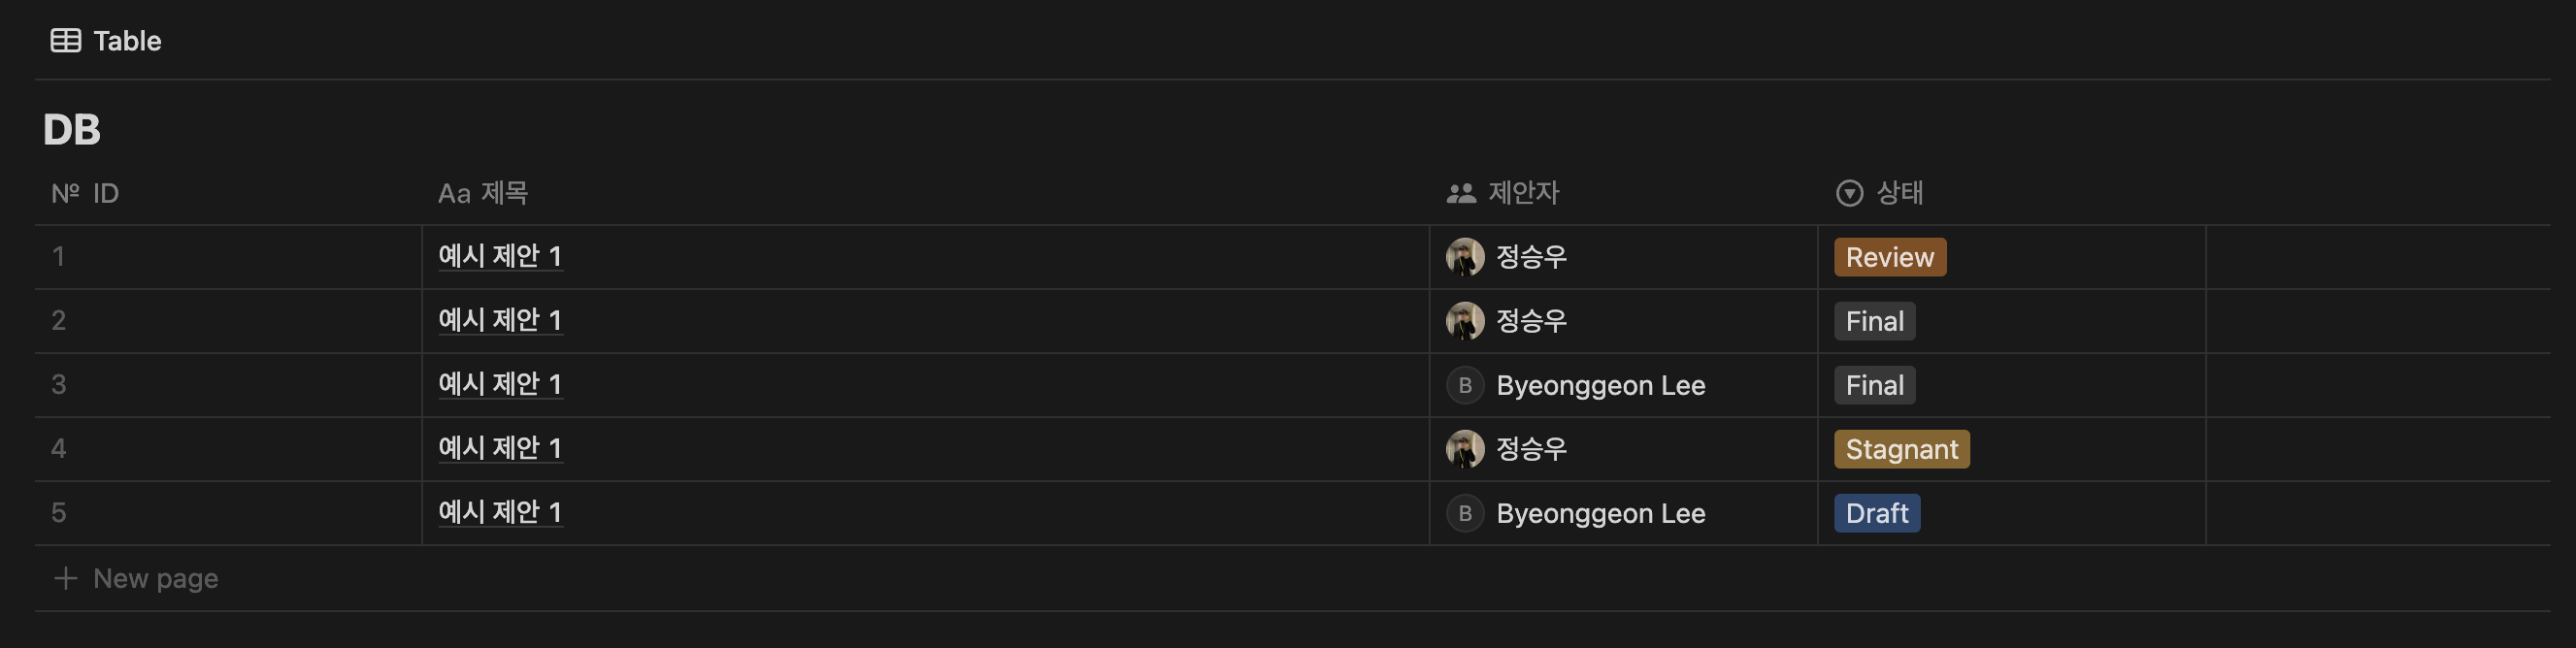 Table
DB
№ ID Aa 제목 제안자 상태
1 예시 제안 1 정승우 Review
2 예시 제안 1 정승우 Final
3 예시 제안 1 B Byeonggeon Lee Final
4 예시 제안 1 정승우 Stagnant
5 예시 제안 1 B Byeonggeon Lee Draft
+ New page